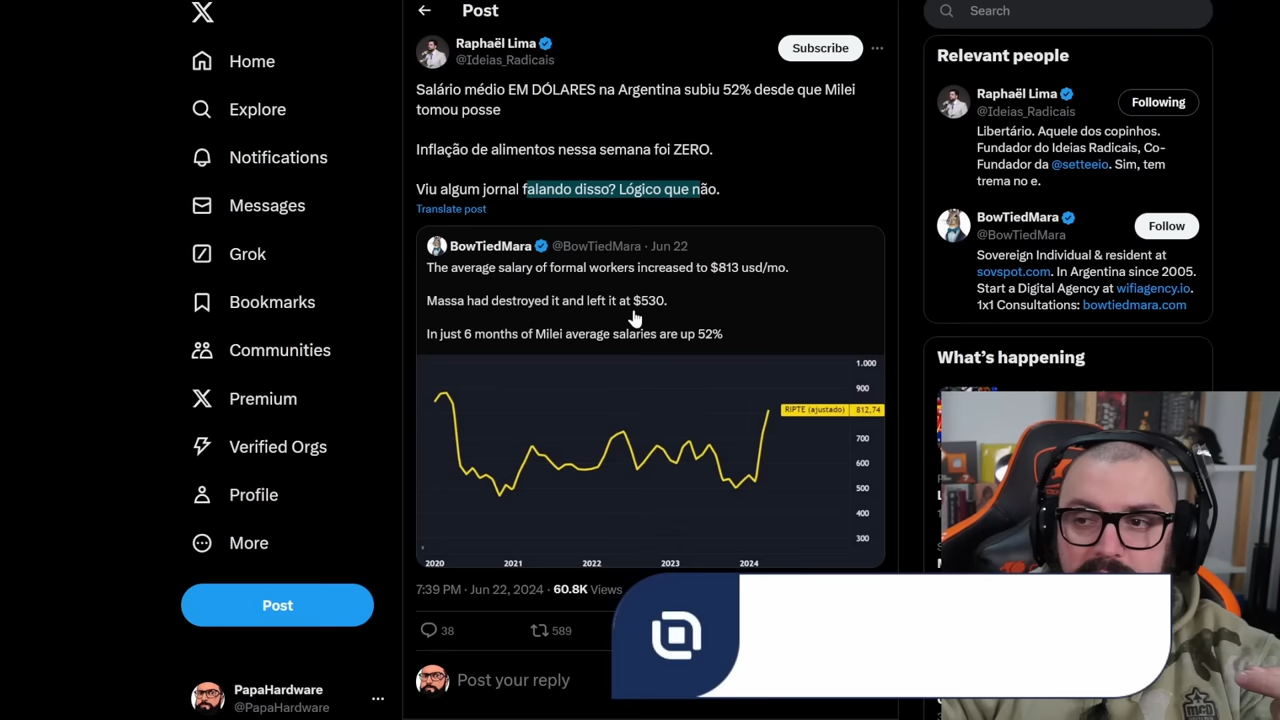 Post
Search
Home
Explore
Notifications
Messages
Grok
Bookmarks
Communities
Premium
Verified Orgs
Profile
More
Post
PapaHardware
@PapaHardware
Raphaël Lima
@Ideias_Radicais
Subscribe
Salário médio EM DÓLARES na Argentina subiu 52% desde que Milei
tomou posse
Inflação de alimentos nessa semana foi ZERO.
Viu algum jornal falando disso? Lógico que não.
Translate post
BowTiedMara @BowTiedMara · Jun 22
The average salary of formal workers increased to $813 usd/mo.
Massa had destroyed it and left it at $530.
In just 6 months of Milei average salaries are up 52%
1.000
900
RIPTE (ajustado) 812,74
700
600
500
400
300
2020 2021 2022 2023 2024
7:39 PM · Jun 22, 2024 · 60.8K Views
38 589
Post your reply
Relevant people
Raphaël Lima
@Ideias_Radicais
Following
Libertário. Aquele dos copinhos.
Fundador do Ideias Radicais, Co-
Fundador da @setteeio. Sim, tem
trema no e.
BowTiedMara
@BowTiedMara
Follow
Sovereign Individual & resident at
sovspot.com. In Argentina since 2005.
Start a Digital Agency at wifiagency.io.
1x1 Consultations: bowtiedmara.com
What's happening